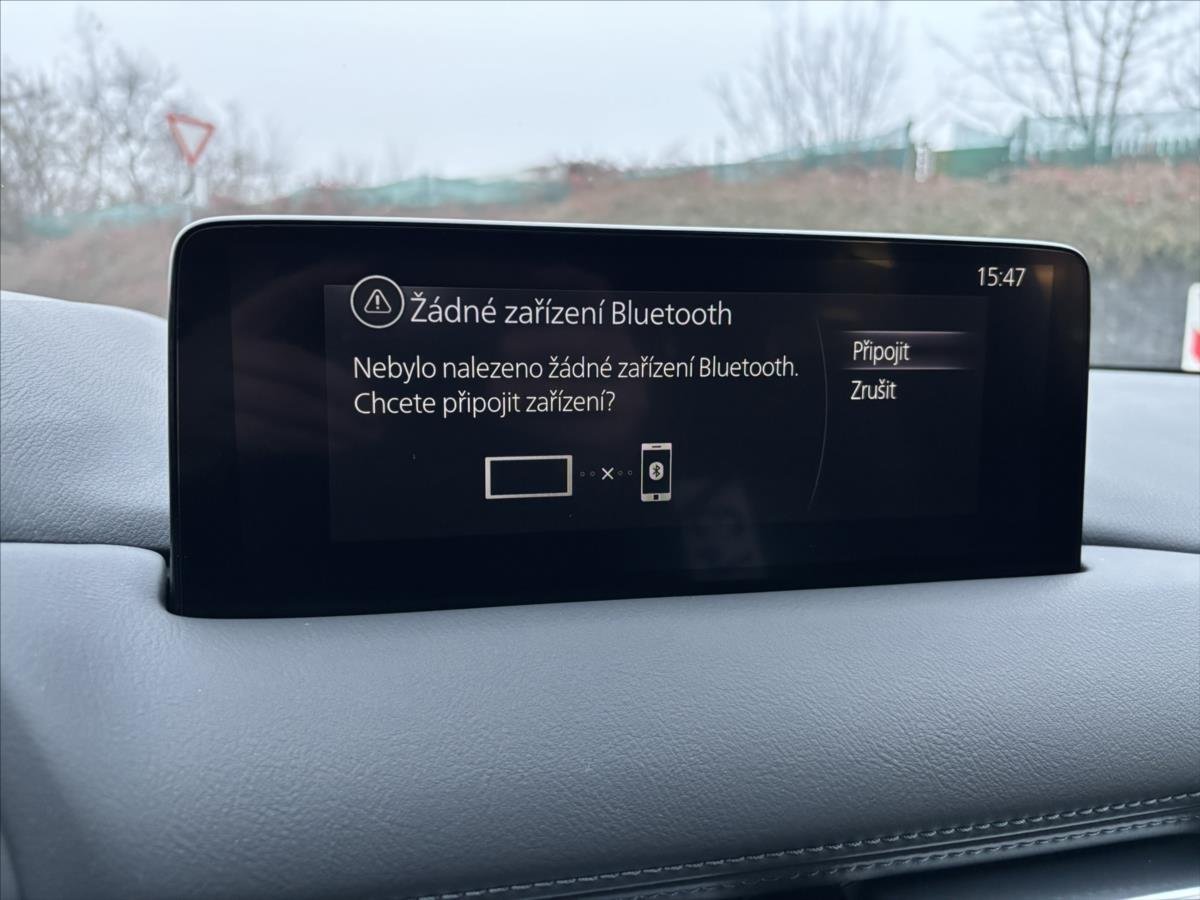 15:47
Žádné zařízení Bluetooth
Nebylo nalezeno žádné zařízení Bluetooth.
Chcete připojit zařízení?
Připojit
Zrušit